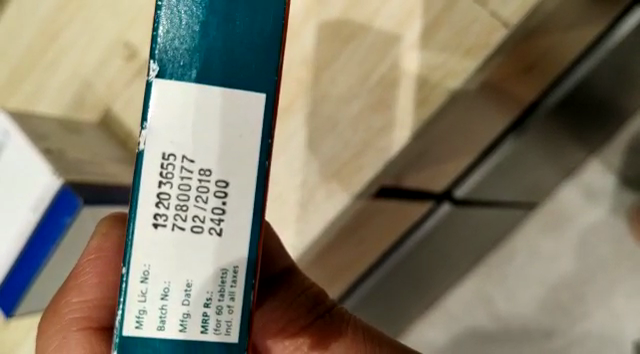 Mfg. Lic. No.: 13203655
Batch No.: 72800177
Mfg. Date: 02/2018
MRP Rs.: 240.00
(for 60 tablets)
Incl. of all taxes